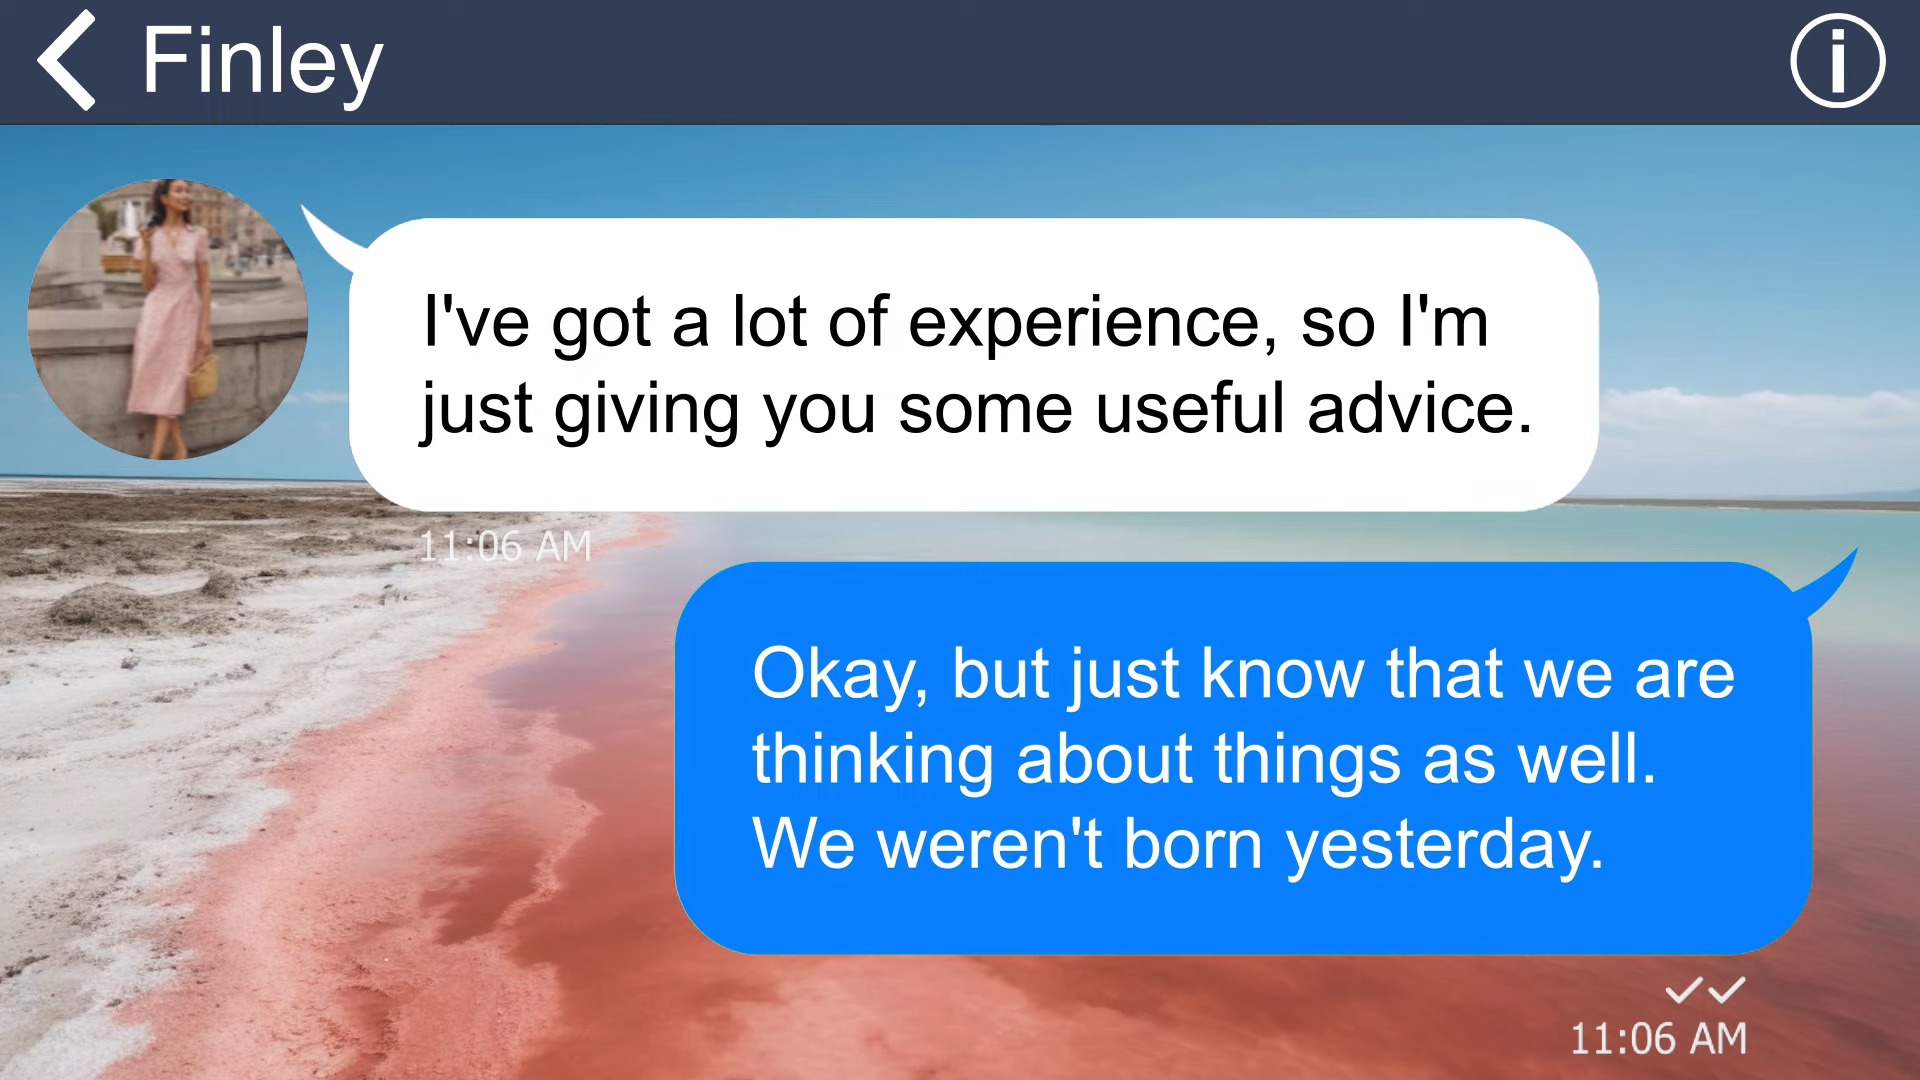 Finley
I've got a lot of experience, so I'm
just giving you some useful advice.
11:06 AM
Okay, but just know that we are
thinking about things as well.
We weren't born yesterday.
11:06 AM